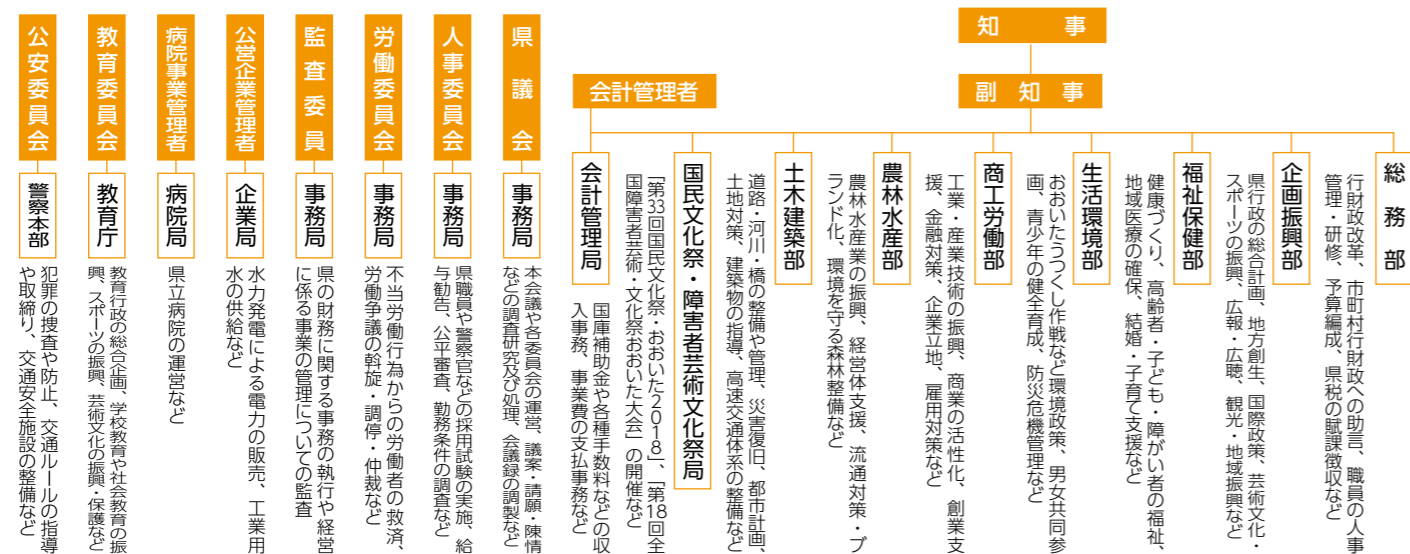 知事
副知事
会計管理者
総務部
行財政改革、市町村行財政への助言、職員の人事
管理・研修、予算編成、県税の賦課徴収など
企画振興部
県行政の総合計画、地方創生、国際政策、芸術文化・
スポーツの振興、広報・広聴、観光・地域振興など
福祉保健部
健康づくり、高齢者・子ども・障がい者の福祉、
地域医療の確保、結婚・子育て支援など
生活環境部
おおいたうつくし作戦など環境政策、男女共同参
画、青少年の健全育成、防災危機管理など
商工労働部
工業・産業技術の振興、商業の活性化、創業支
援、金融対策、企業立地、雇用対策など
農林水産部
農林水産業の振興、経営体支援、流通対策・ブ
ランド化、環境を守る森林整備など
土木建築部
道路・河川・橋の整備や管理、災害復旧、都市計画、
土地対策、建築物の指導、高速交通体系の整備など
国民文化祭・障害者芸術文化祭局
「第33回国民文化祭・おおいた2018」、「第18回全
国障害者芸術・文化祭おおいた大会」の開催など
会計管理局
国庫補助金や各種手数料などの収
入事務、事業費の支払事務など
県議会
事務局
本会議や各委員会の運営、議案・請願・陳情
などの調査研究及び処理、会議録の調製など
人事委員会
事務局
県職員や警察官などの採用試験の実施、給
与勧告、公平審査、勤務条件の調査など
労働委員会
事務局
不当労働行為からの労働者の救済、
労働争議の斡旋・調停・仲裁など
監査委員
事務局
県の財務に関する事務の執行や経営
に係る事業の管理についての監査
公営企業管理者
企業局
水力発電による電力の販売、工業用
水の供給など
病院事業管理者
病院局
県立病院の運営など
教育委員会
教育庁
教育行政の総合企画、学校教育や社会教育の振
興、スポーツの振興、芸術文化の振興・保護など
公安委員会
警察本部
犯罪の捜査や防止、交通ルールの指導
や取締り、交通安全施設の整備など